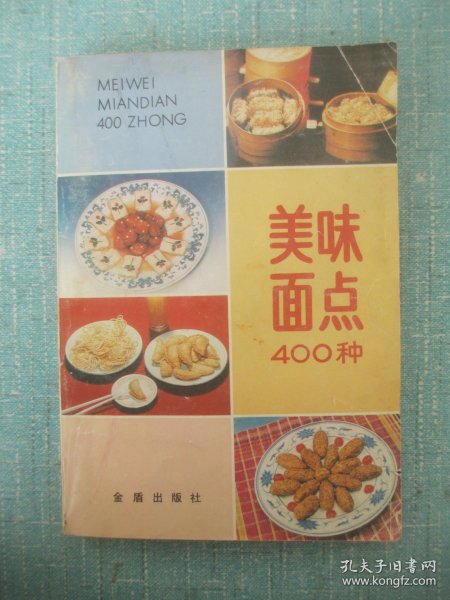 MEIWEI
MIANDIAN
400 ZHONG
美味
面点
400种
金盾出版社
孔夫子旧书网
www.kongfz.com